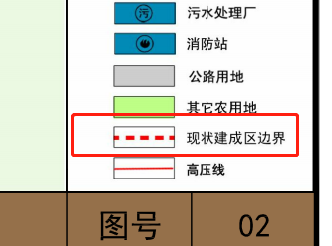 污 污水处理厂
消防站
公路用地
其它农用地
现状建成区边界
高压线
图号 02